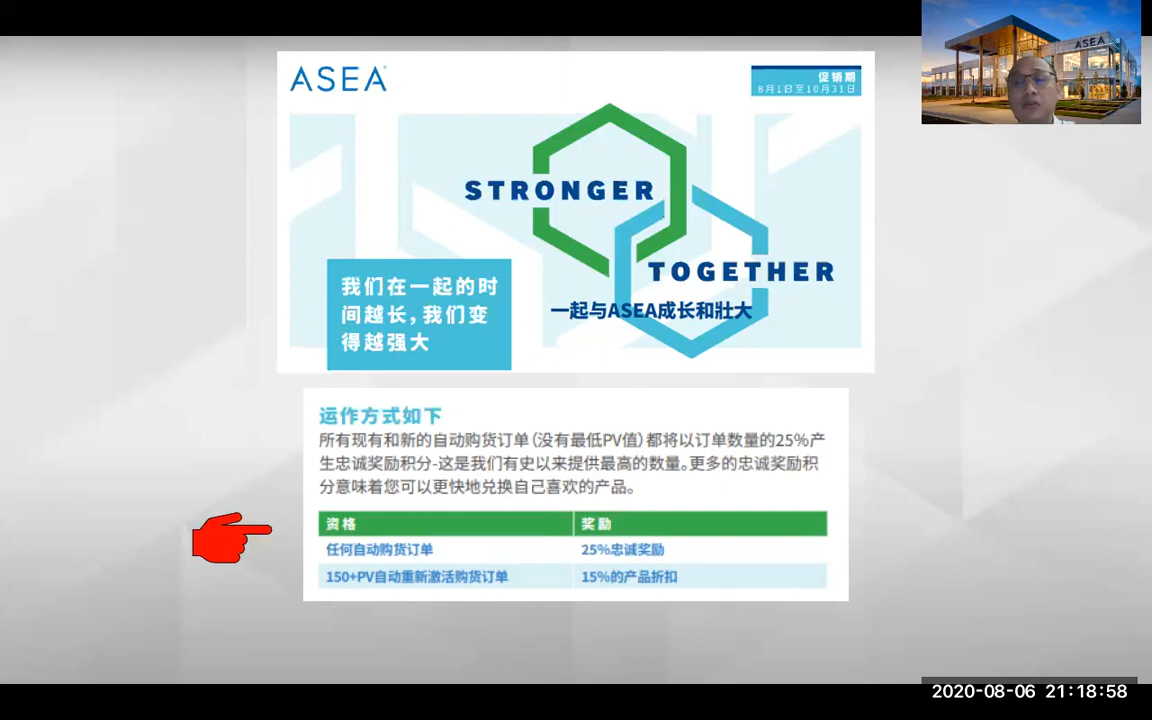 ASEA
促销期
8月1日至10月31日
ASEA
STRONGER
TOGETHER
我们在一起的时
间越长，我们变
得越强大
一起与ASEA成长和壯大
运作方式如下
所有现有和新的自动购货订单（没有最低PV值）都将以订单数量的25%产
生忠诚奖励积分-这是我们有史以来提供最高的数量。更多的忠诚奖励积
分意味着您可以更快地兑换自己喜欢的产品。
资格 奖励
任何自动购货订单 25%忠诚奖励
150+PV自动重新激活购货订单 15%的产品折扣
2020-08-06 21:18:58